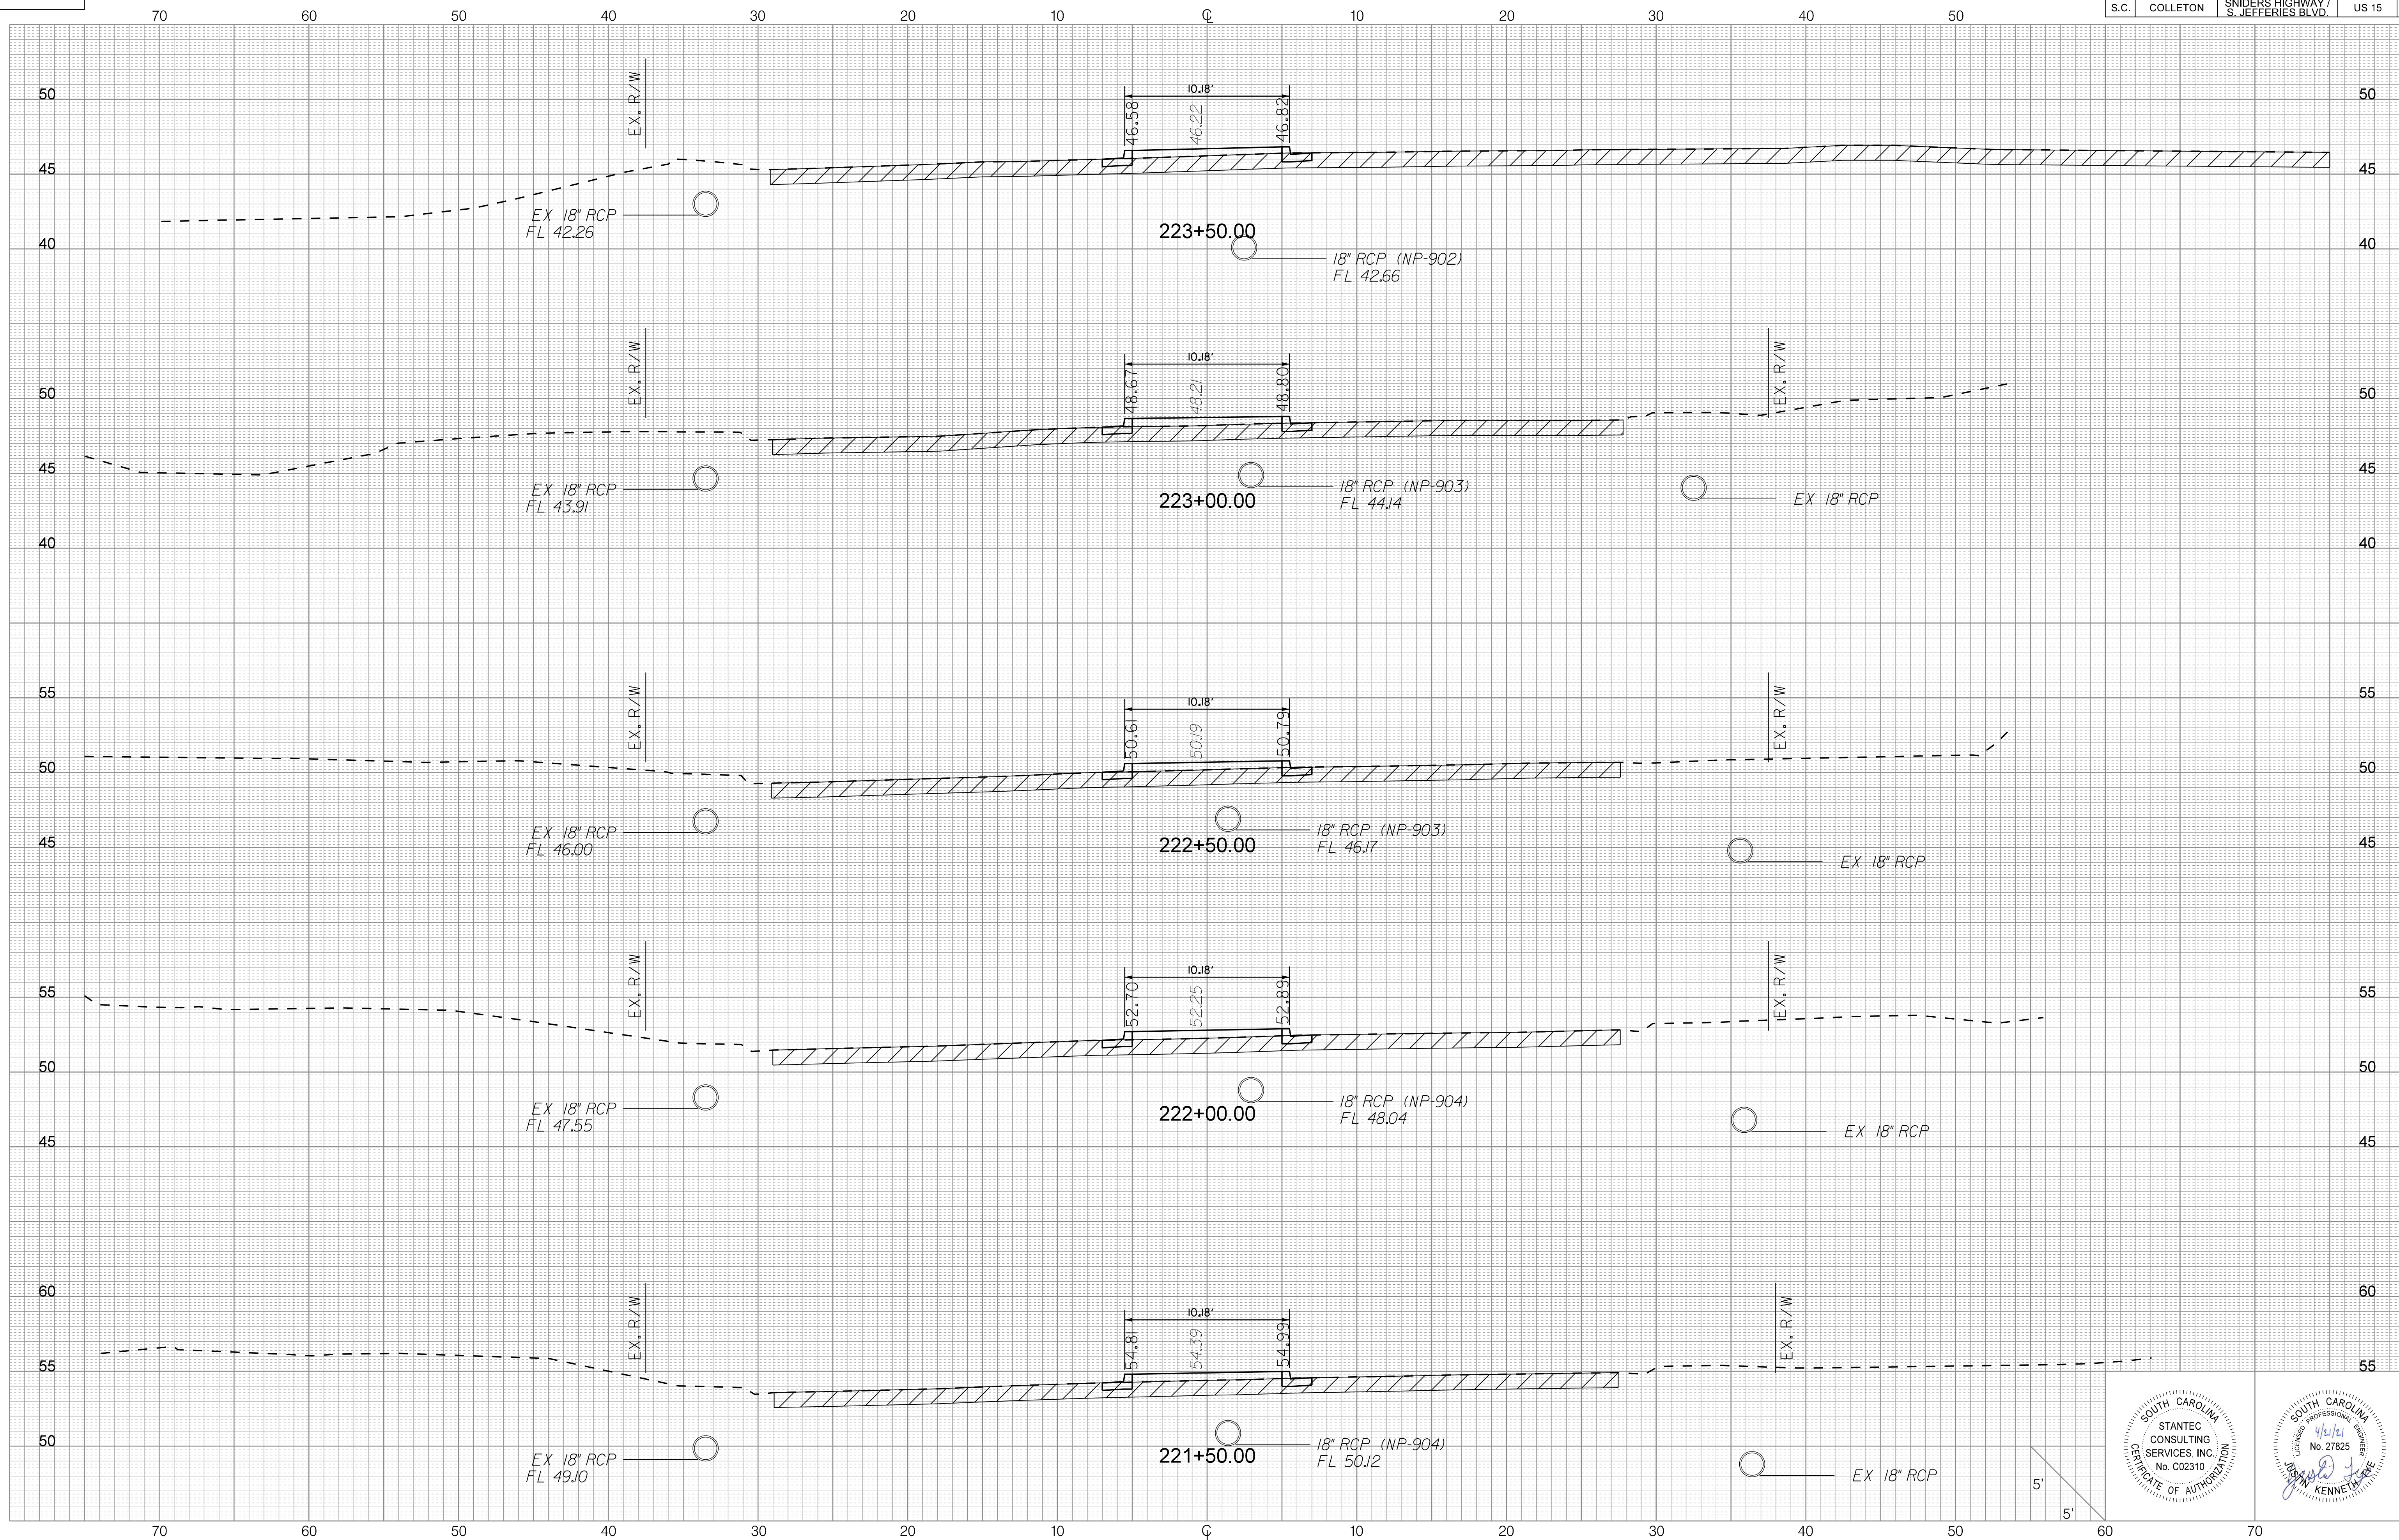 S.C. COLLETON SNIDERS HIGHWAY / S. JEFFERIES BLVD. US 15
70 60 50 40 30 20 10 ℄ 10 20 30 40 50
50 50
45 45
40 40
EX. R/W
10.18'
46.58 46.22 46.82
EX 18" RCP
FL 42.26
223+50.00
18" RCP (NP-902)
FL 42.66
50 50
45 45
40 40
EX. R/W
10.18'
48.67 48.21 48.80
EX. R/W
EX 18" RCP
FL 43.91
18" RCP (NP-903)
FL 44.14
223+00.00
EX 18" RCP
55 55
50 50
45 45
EX. R/W
10.18'
50.61 50.19 50.79
EX. R/W
EX 18" RCP
FL 46.00
18" RCP (NP-903)
FL 46.17
222+50.00
EX 18" RCP
55 55
50 50
45 45
EX. R/W
10.18'
52.70 52.25 52.89
EX. R/W
EX 18" RCP
FL 47.55
18" RCP (NP-904)
FL 48.04
222+00.00
EX 18" RCP
60 60
55 55
50
EX. R/W
10.18'
54.81 54.39 54.99
EX. R/W
EX 18" RCP
FL 49.10
18" RCP (NP-904)
FL 50.12
221+50.00
EX 18" RCP
5'
5'
SOUTH CAROLINA
STANTEC
CONSULTING
SERVICES, INC.
No. C02310
CERTIFICATE OF AUTHORIZATION
SOUTH CAROLINA
LICENSED PROFESSIONAL ENGINEER
4/21/21
No. 27825
JUSTIN KENNETH
70 60 50 40 30 20 10 ℄ 10 20 30 40 50 60 70